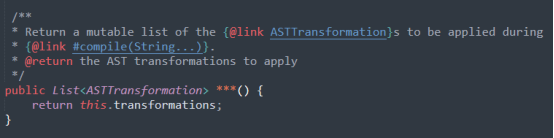 /**
* Return a mutable list of the {@link ASTTransformation}s to be applied during
* {@link #compile(String...)}.
* @return the AST transformations to apply
*/
public List<ASTTransformation> ***() {
return this.transformations;
}